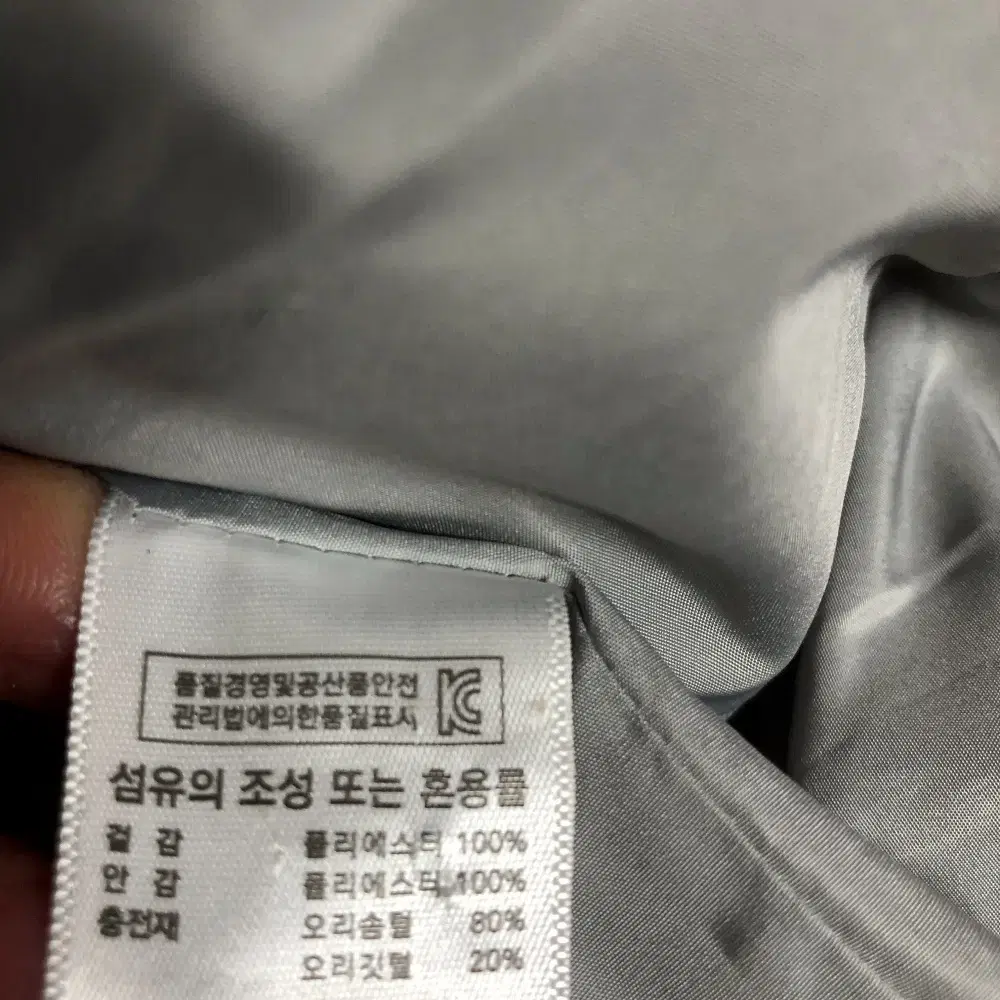 품질경영및공산품안전
관리법에의한품질표시
섬유의 조성 또는 혼용률
겉 감 폴리에스터 100%
안 감 폴리에스터 100%
충전재 오리솜털 80%
오리깃털 20%